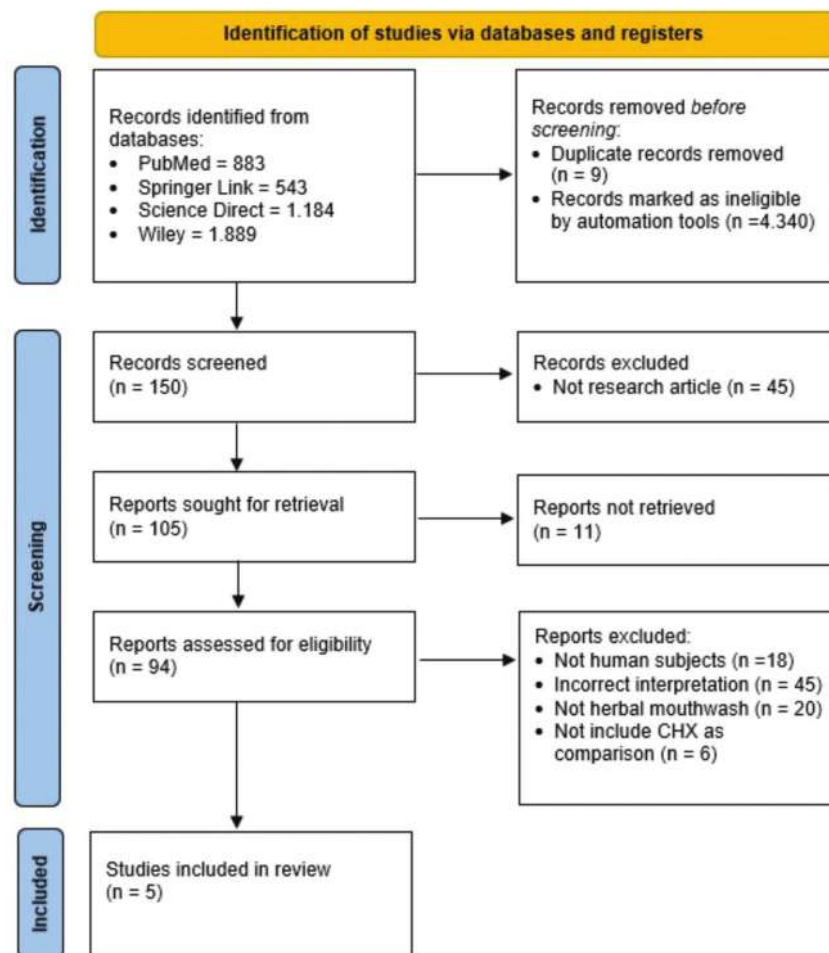 Identification of studies via databases and registers
Identification
Records identified from
databases:
• PubMed = 883
• Springer Link = 543
• Science Direct = 1.184
• Wiley = 1.889
Records removed before
screening:
• Duplicate records removed
(n = 9)
• Records marked as ineligible
by automation tools (n =4.340)
Screening
Records screened
(n = 150)
Records excluded
• Not research article (n = 45)
Reports sought for retrieval
(n = 105)
Reports not retrieved
(n = 11)
Reports assessed for eligibility
(n = 94)
Reports excluded:
• Not human subjects (n =18)
• Incorrect interpretation (n = 45)
• Not herbal mouthwash (n = 20)
• Not include CHX as
comparison (n = 6)
Included
Studies included in review
(n = 5)